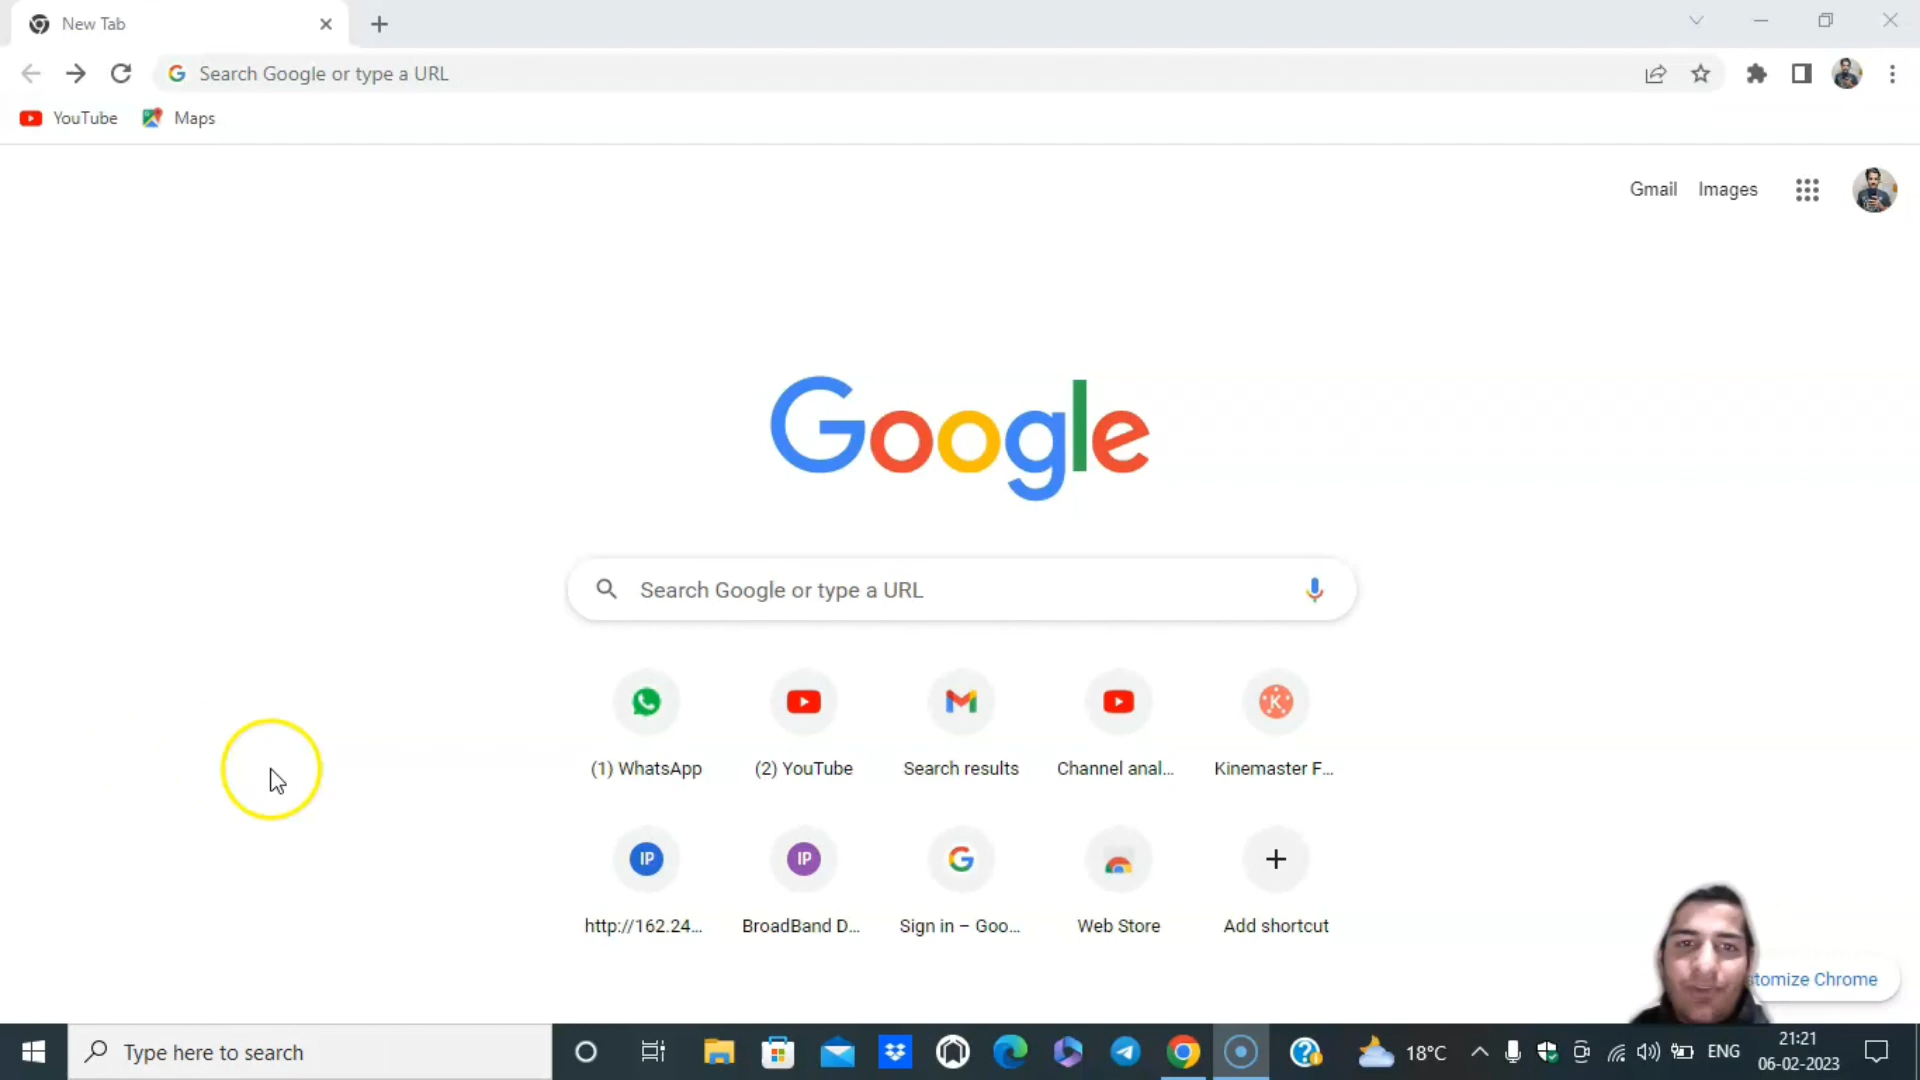 New Tab
Search Google or type a URL
YouTube
Maps
Gmail
Images
Google
Search Google or type a URL
(1) WhatsApp
(2) YouTube
Search results
Channel anal...
Kinemaster F...
IP
IP
http://162.24...
BroadBand D...
Sign in – Goo...
Web Store
Add shortcut
tomize Chrome
Type here to search
18°C
ENG
21:21
06-02-2023